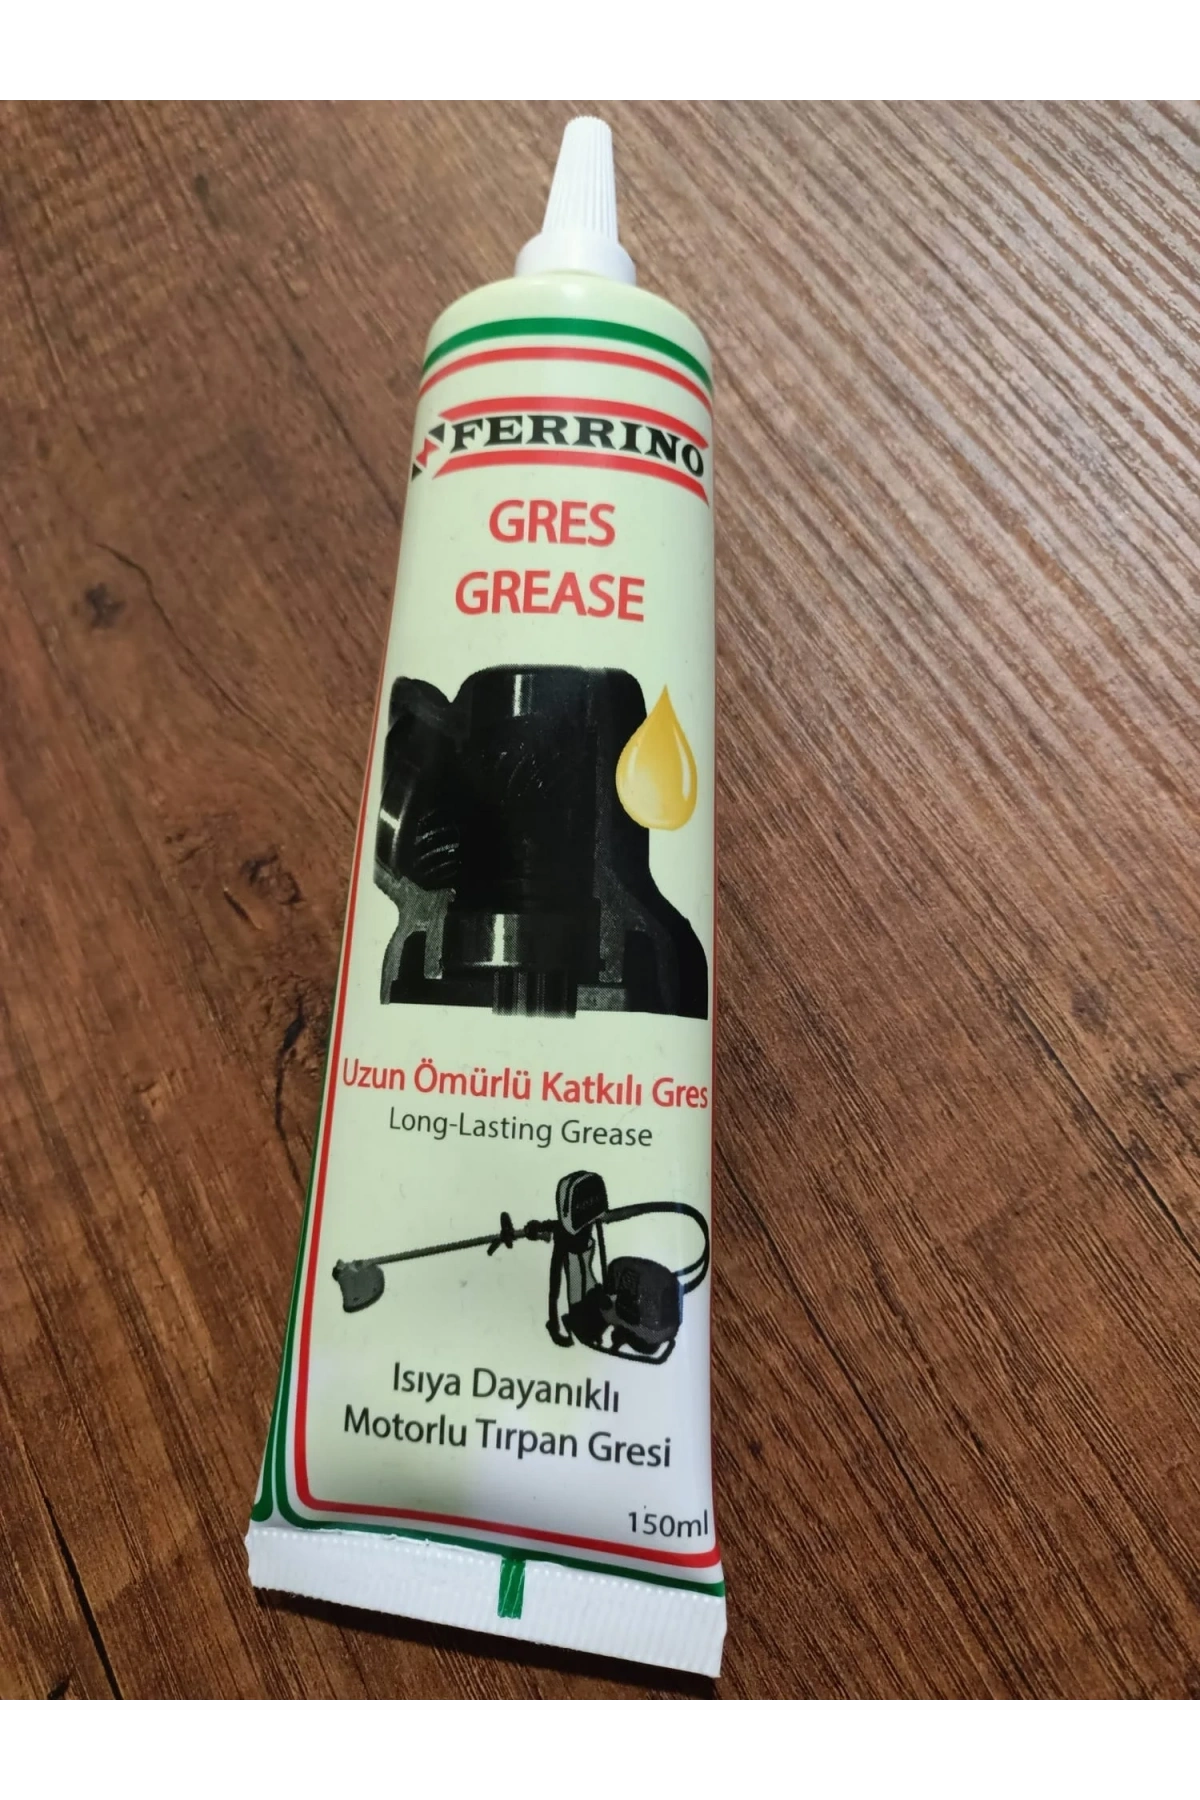 FERRINO
GRES
GREASE
Uzun Ömürlü Katkılı Gres
Long-Lasting Grease
Isıya Dayanıklı
Motorlu Tırpan Gresi
150ml